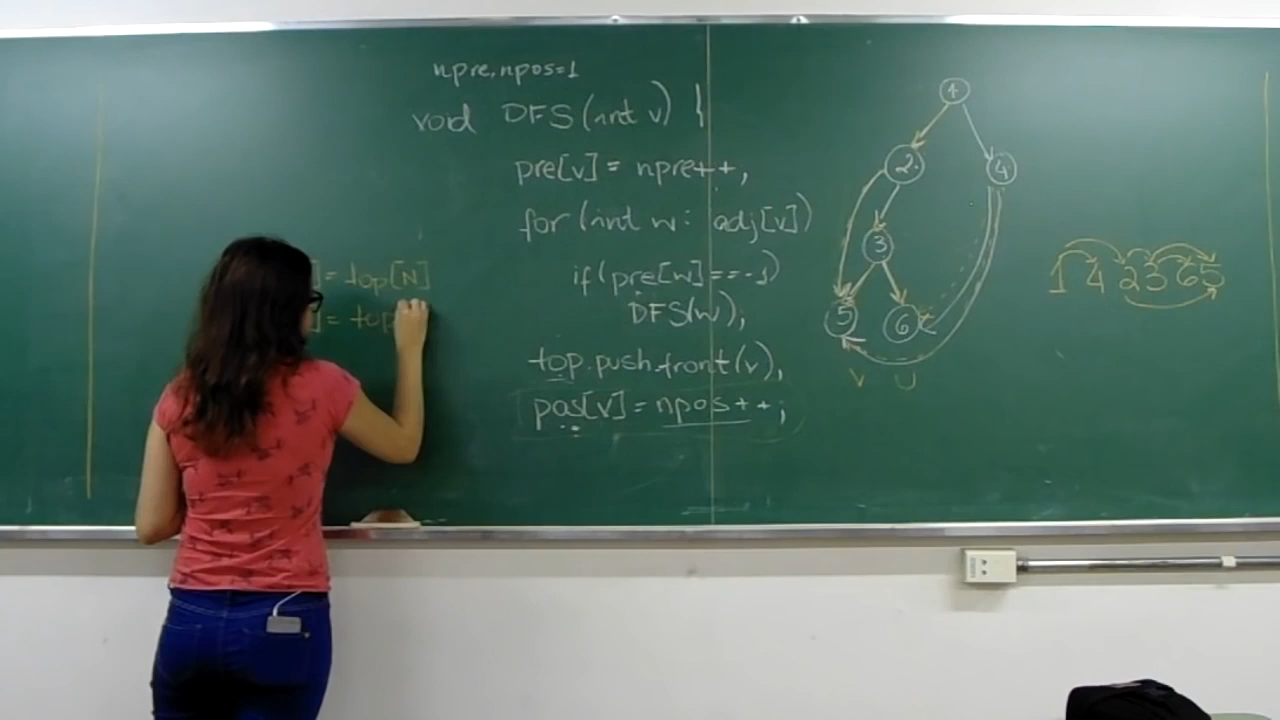 npre, npos=1
void DFS(int v) {
pre[v] = npre++;
for (int w : adj[v])
if(pre[w]==-1)
DFS(w);
top.push_front(v);
pos[v] = npos++;
] = top[N]
] = top
1
2 4
3
5 6
v u
1 4 2 3 6 5